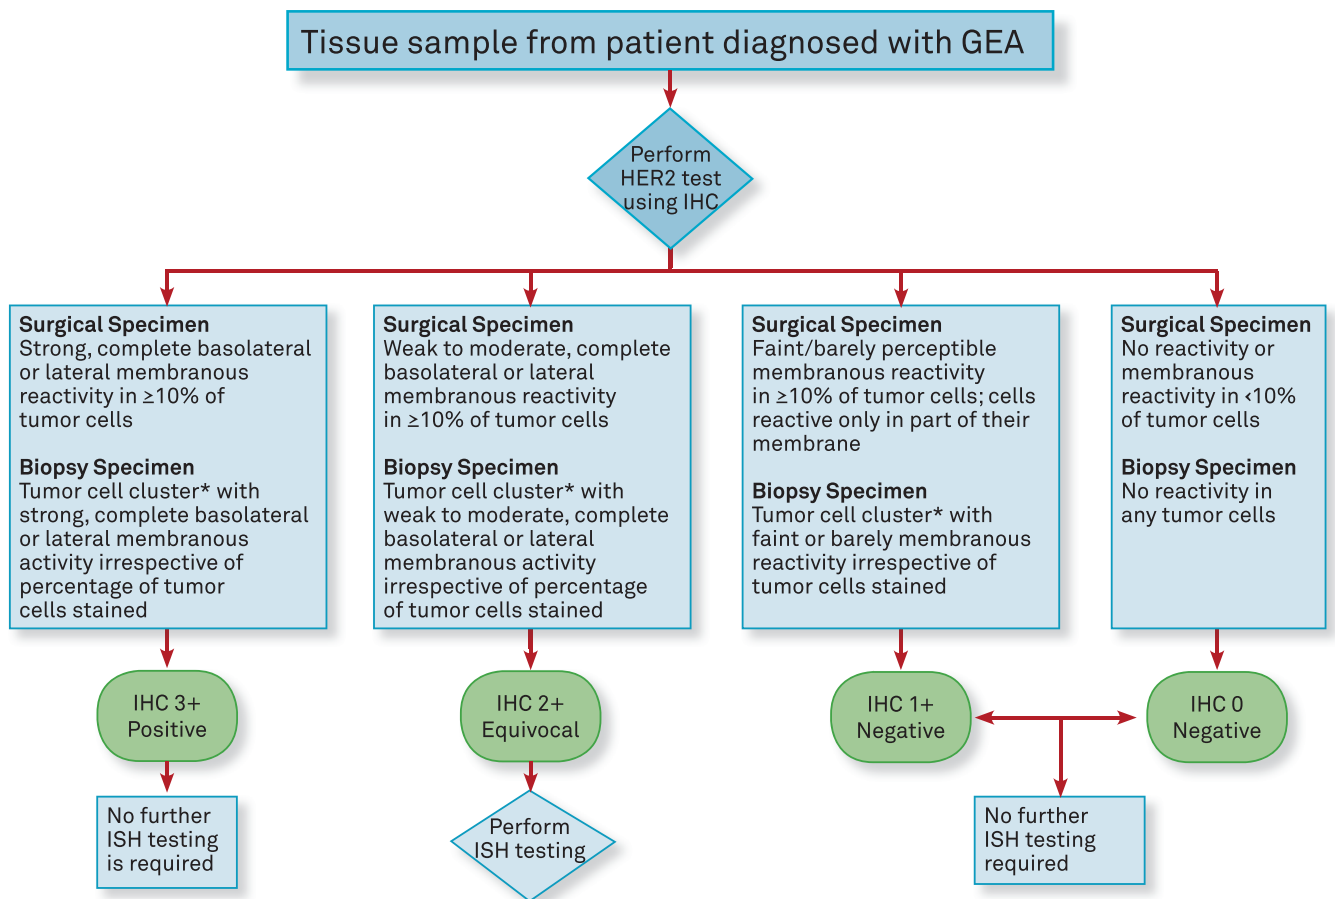 Tissue sample from patient diagnosed with GEA
Perform
HER2 test
using IHC
Surgical Specimen
Strong, complete basolateral
or lateral membranous
reactivity in ≥10% of
tumor cells
Biopsy Specimen
Tumor cell cluster* with
strong, complete basolateral
or lateral membranous
activity irrespective of
percentage of tumor
cells stained
Surgical Specimen
Weak to moderate, complete
basolateral or lateral
membranous reactivity
in ≥10% of tumor cells
Biopsy Specimen
Tumor cell cluster* with
weak to moderate, complete
basolateral or lateral
membranous activity
irrespective of percentage
of tumor cells stained
Surgical Specimen
Faint/barely perceptible
membranous reactivity
in ≥10% of tumor cells; cells
reactive only in part of their
membrane
Biopsy Specimen
Tumor cell cluster* with
faint or barely membranous
reactivity irrespective of
tumor cells stained
Surgical Specimen
No reactivity or
membranous
reactivity in <10%
of tumor cells
Biopsy Specimen
No reactivity in
any tumor cells
IHC 3+
Positive
IHC 2+
Equivocal
IHC 1+
Negative
IHC 0
Negative
No further
ISH testing
is required
Perform
ISH testing
No further
ISH testing
required